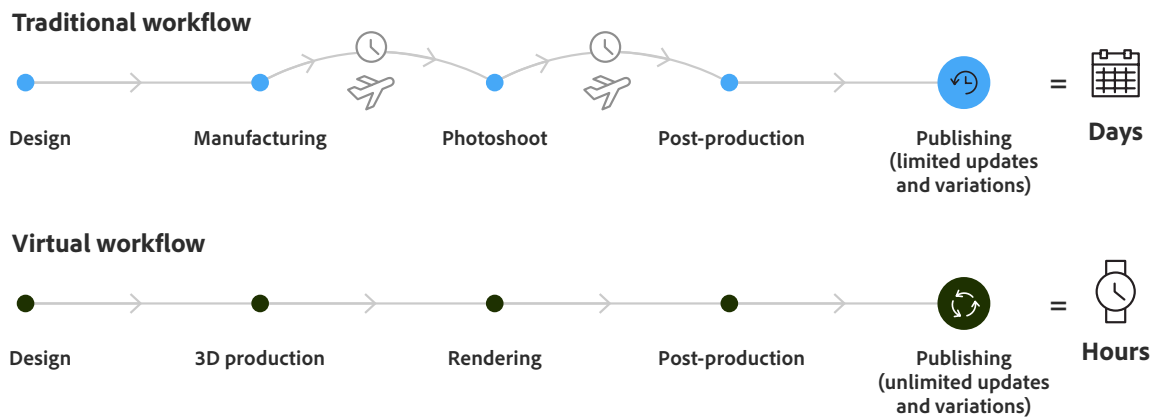 Traditional workflow
=
Design
Manufacturing
Photoshoot
Post-production
Publishing
(limited updates
and variations)
Days
Virtual workflow
=
Design
3D production
Rendering
Post-production
Publishing
(unlimited updates
and variations)
Hours